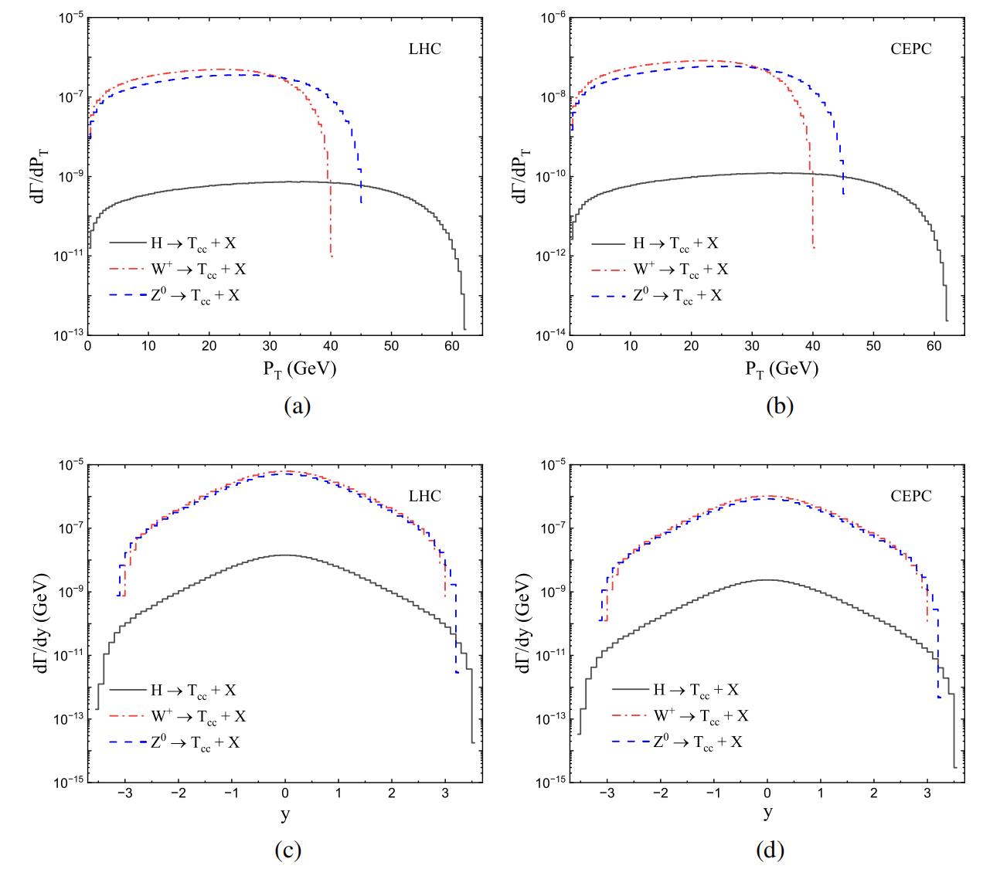 10⁻⁵
10⁻⁷
10⁻⁹
10⁻¹¹
10⁻¹³
dΓ/dP_T
LHC
H → T_cc + X
W⁺ → T_cc + X
Z⁰ → T_cc + X
0 10 20 30 40 50 60
P_T (GeV)
(a)
10⁻⁶
10⁻⁸
10⁻¹⁰
10⁻¹²
10⁻¹⁴
dΓ/dP_T
CEPC
H → T_cc + X
W⁺ → T_cc + X
Z⁰ → T_cc + X
0 10 20 30 40 50 60
P_T (GeV)
(b)
10⁻⁵
10⁻⁷
10⁻⁹
10⁻¹¹
10⁻¹³
10⁻¹⁵
dΓ/dy (GeV)
LHC
H → T_cc + X
W⁺ → T_cc + X
Z⁰ → T_cc + X
−3 −2 −1 0 1 2 3
y
(c)
10⁻⁵
10⁻⁷
10⁻⁹
10⁻¹¹
10⁻¹³
10⁻¹⁵
dΓ/dy (GeV)
CEPC
H → T_cc + X
W⁺ → T_cc + X
Z⁰ → T_cc + X
−3 −2 −1 0 1 2 3
y
(d)